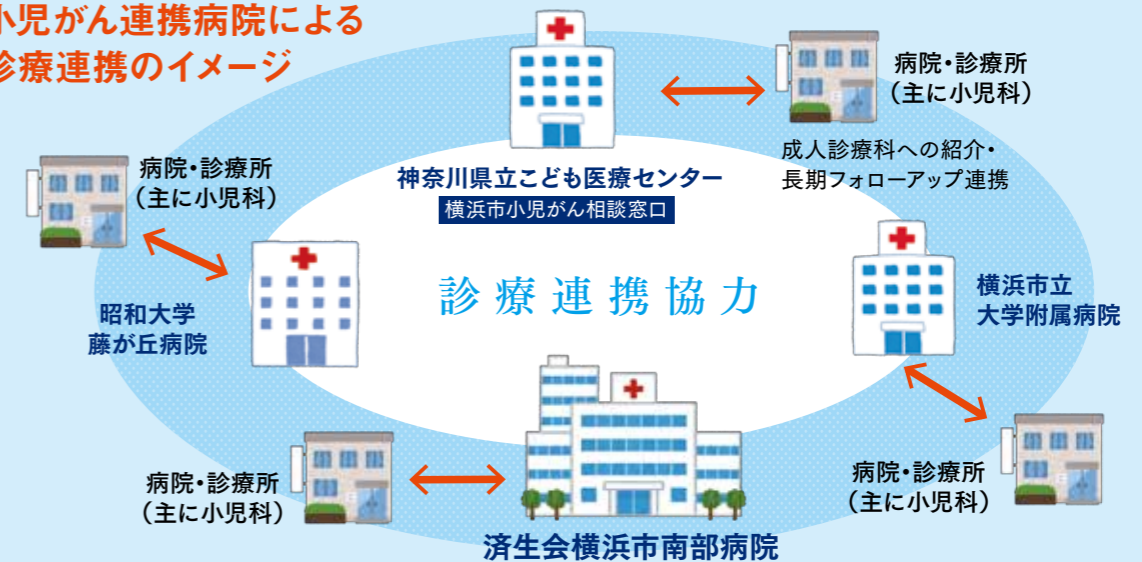 小児がん連携病院による
診療連携のイメージ
病院・診療所
（主に小児科）
成人診療科への紹介・
長期フォローアップ連携
神奈川県立こども医療センター
横浜市小児がん相談窓口
病院・診療所
（主に小児科）
昭和大学
藤が丘病院
診療連携協力
横浜市立
大学附属病院
病院・診療所
（主に小児科）
病院・診療所
（主に小児科）
済生会横浜市南部病院